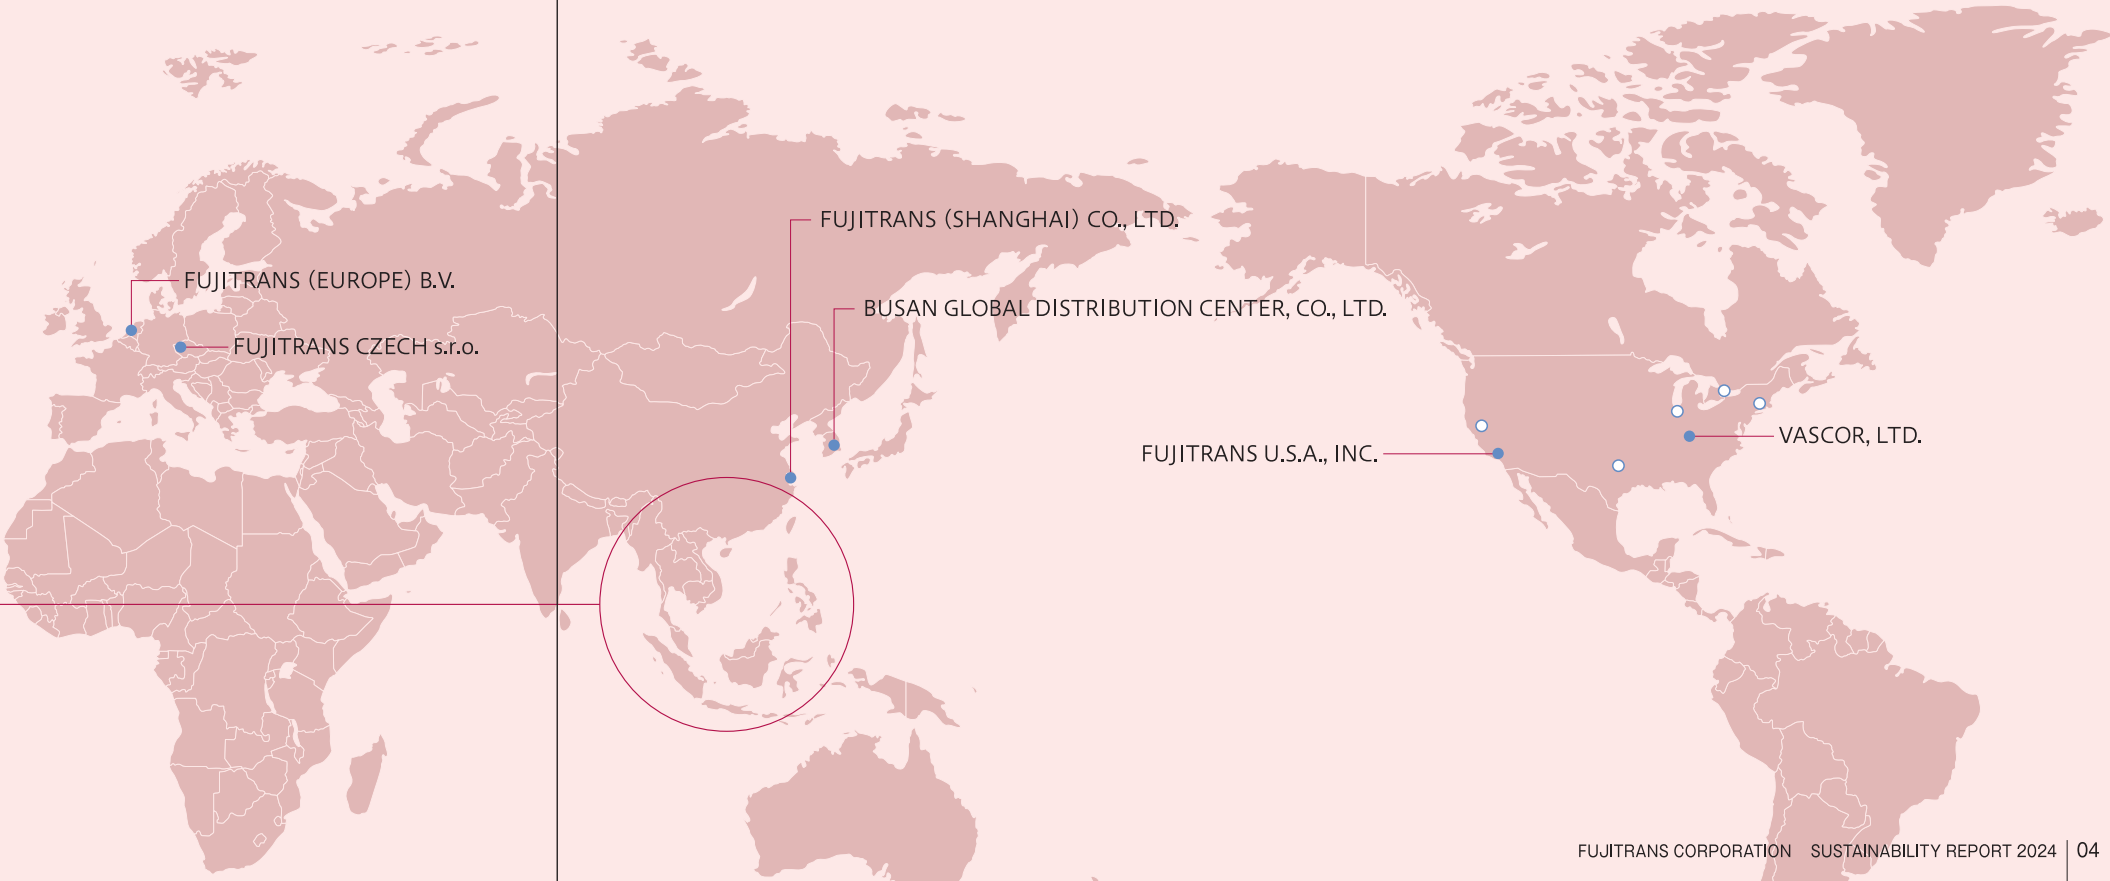 FUJITRANS (SHANGHAI) CO., LTD.
FUJITRANS (EUROPE) B.V.
BUSAN GLOBAL DISTRIBUTION CENTER, CO., LTD.
FUJITRANS CZECH s.r.o.
VASCOR, LTD.
FUJITRANS U.S.A., INC.
FUJITRANS CORPORATION SUSTAINABILITY REPORT 2024 | 04